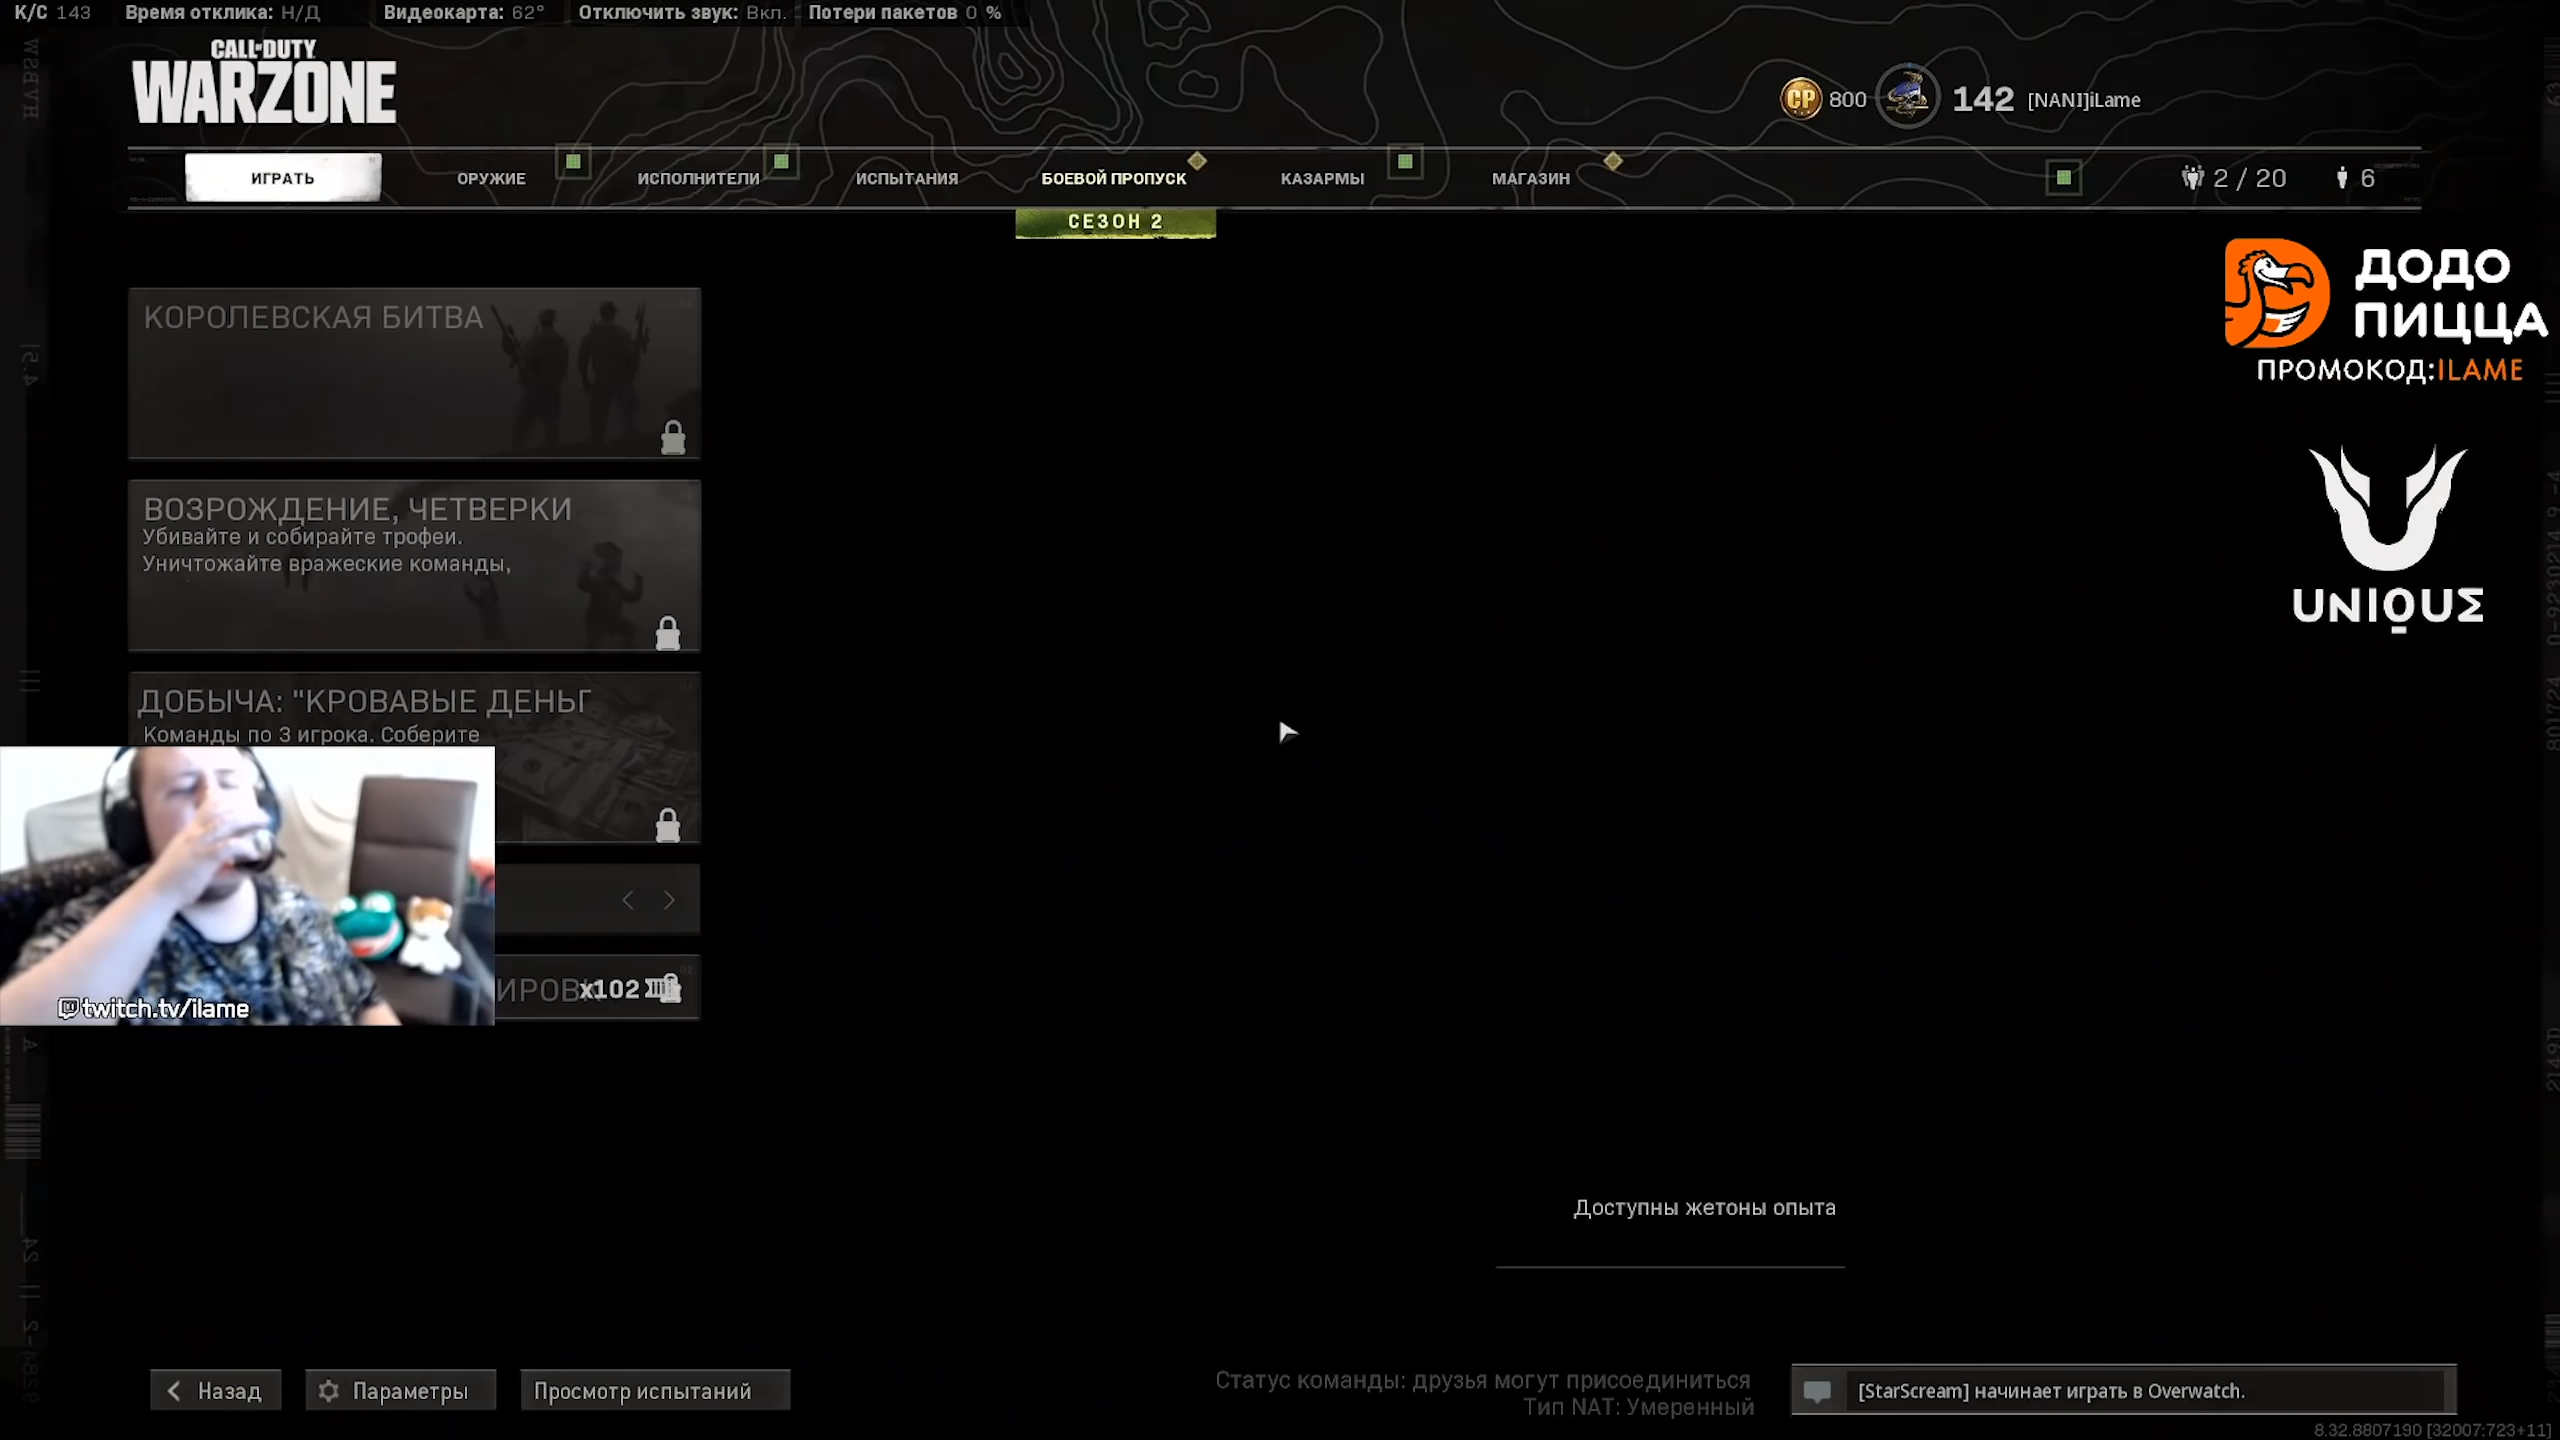 К/С 143 Время отклика: Н/Д Видеокарта: 62° Отключить звук: Вкл. Потери пакетов 0 %
CALL OF DUTY
WARZONE
CP 800 142 [NANI]iLame
ИГРАТЬ ОРУЖИЕ ИСПОЛНИТЕЛИ ИСПЫТАНИЯ БОЕВОЙ ПРОПУСК КАЗАРМЫ МАГАЗИН 2 / 20 6
СЕЗОН 2
ДОДО
ПИЦЦА
ПРОМОКОД:ILAME
КОРОЛЕВСКАЯ БИТВА
ВОЗРОЖДЕНИЕ, ЧЕТВЕРКИ
Убивайте и собирайте трофеи.
Уничтожайте вражеские команды,
UNIQUE
ДОБЫЧА: "КРОВАВЫЕ ДЕНЬГ
Команды по 3 игрока. Соберите
ИРОВ x102
twitch.tv/ilame
Доступны жетоны опыта
Назад Параметры Просмотр испытаний
Статус команды: друзья могут присоединиться
Тип NAT: Умеренный
[StarScream] начинает играть в Overwatch.
8.32.8807190 [32007:723+11]